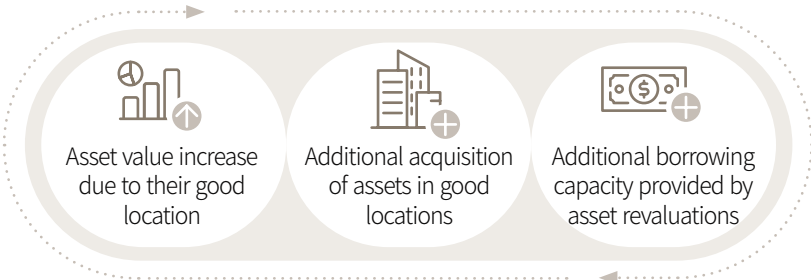 Asset value increase
due to their good
location
Additional acquisition
of assets in good
locations
$
Additional borrowing
capacity provided by
asset revaluations